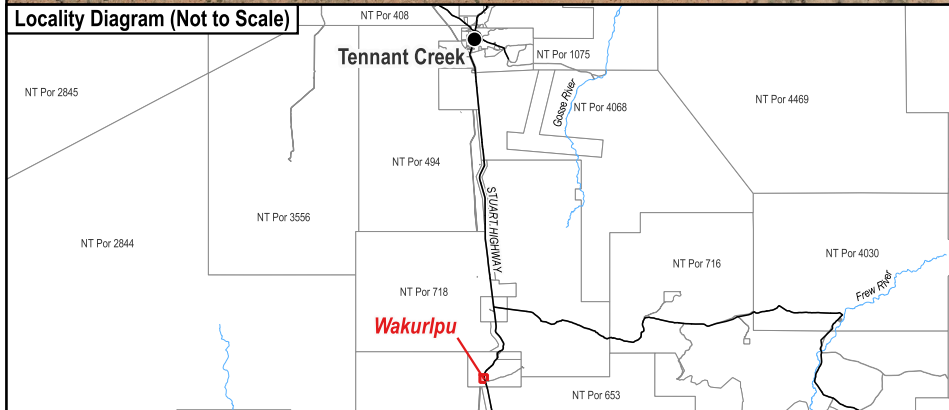 Locality Diagram (Not to Scale)
NT Por 408
Tennant Creek
NT Por 1075
NT Por 2845
Gosse River
NT Por 4068
NT Por 4469
NT Por 494
STUART HIGHWAY
NT Por 3556
NT Por 2844
NT Por 716
NT Por 4030
Frew River
NT Por 718
Wakurlpu
NT Por 653